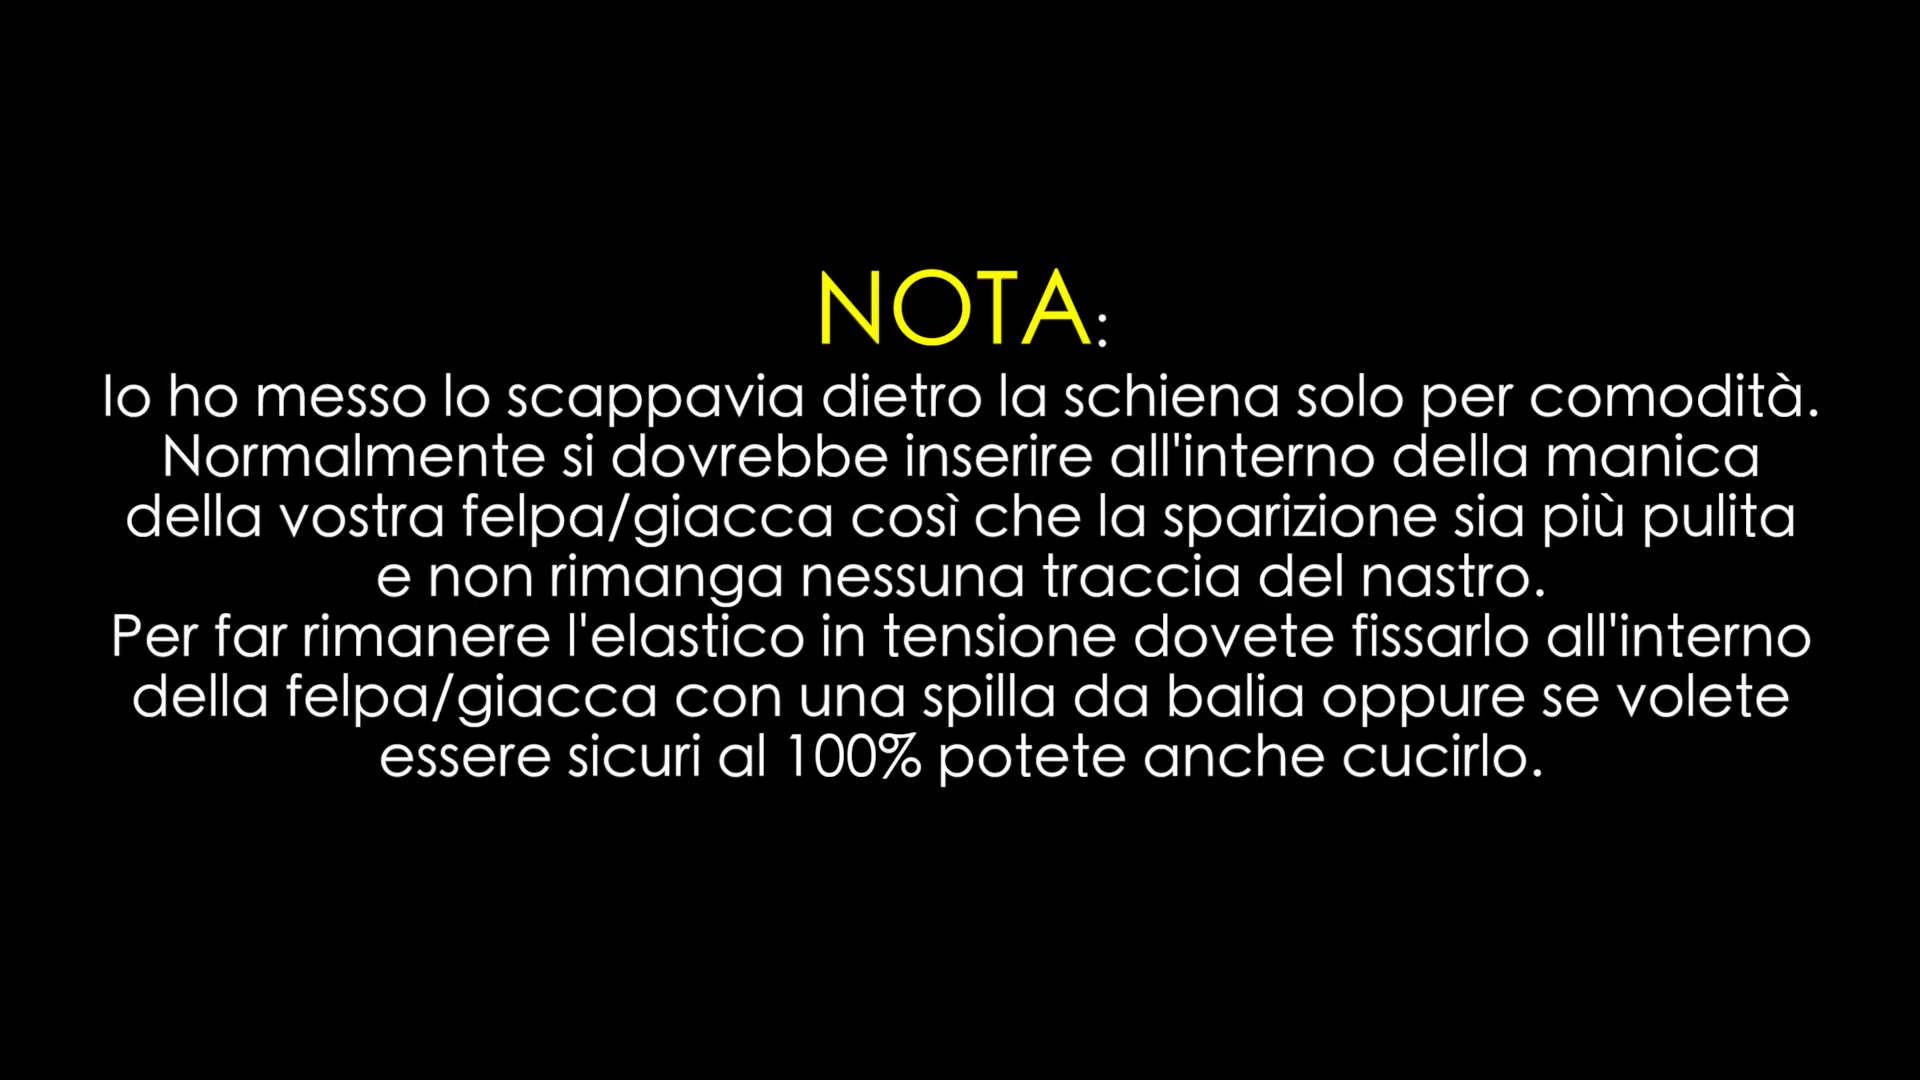 NOTA:
Io ho messo lo scappavia dietro la schiena solo per comodità.
Normalmente si dovrebbe inserire all'interno della manica
della vostra felpa/giacca così che la sparizione sia più pulita
e non rimanga nessuna traccia del nastro.
Per far rimanere l'elastico in tensione dovete fissarlo all'interno
della felpa/giacca con una spilla da balia oppure se volete
essere sicuri al 100% potete anche cucirlo.